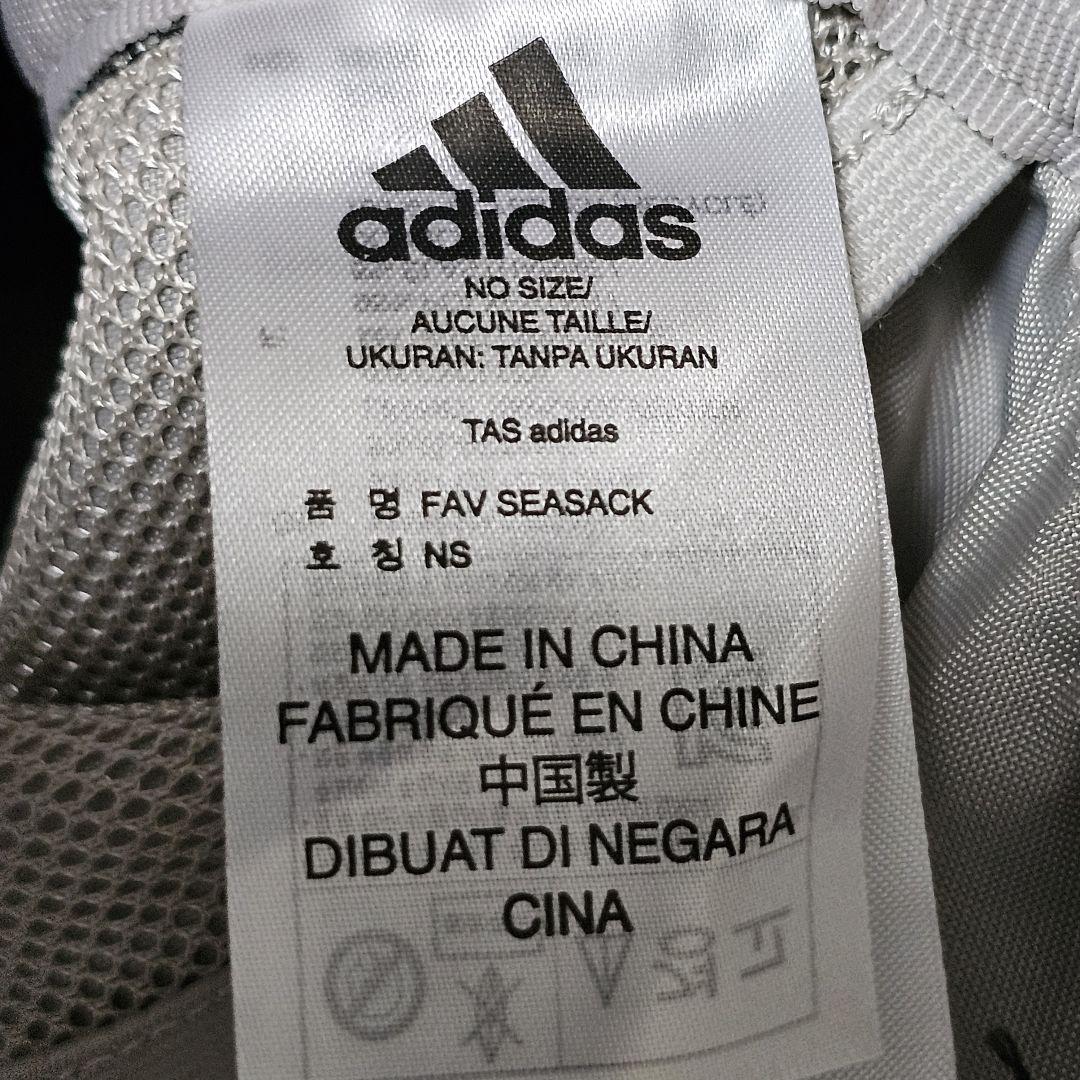 adidas
NO SIZE/
AUCUNE TAILLE/
UKURAN: TANPA UKURAN
TAS adidas
품 명 FAV SEASACK
호 칭 NS
MADE IN CHINA
FABRIQUÉ EN CHINE
中国製
DIBUAT DI NEGARA
CINA